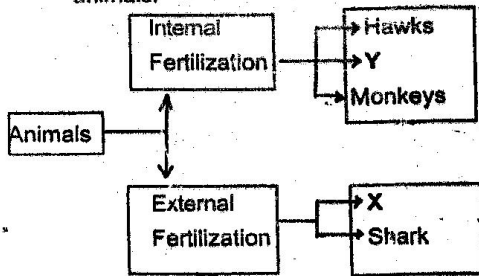 animals.
Internal
Fertilization
Hawks
Y
Monkeys
Animals
External
Fertilization
X
Shark